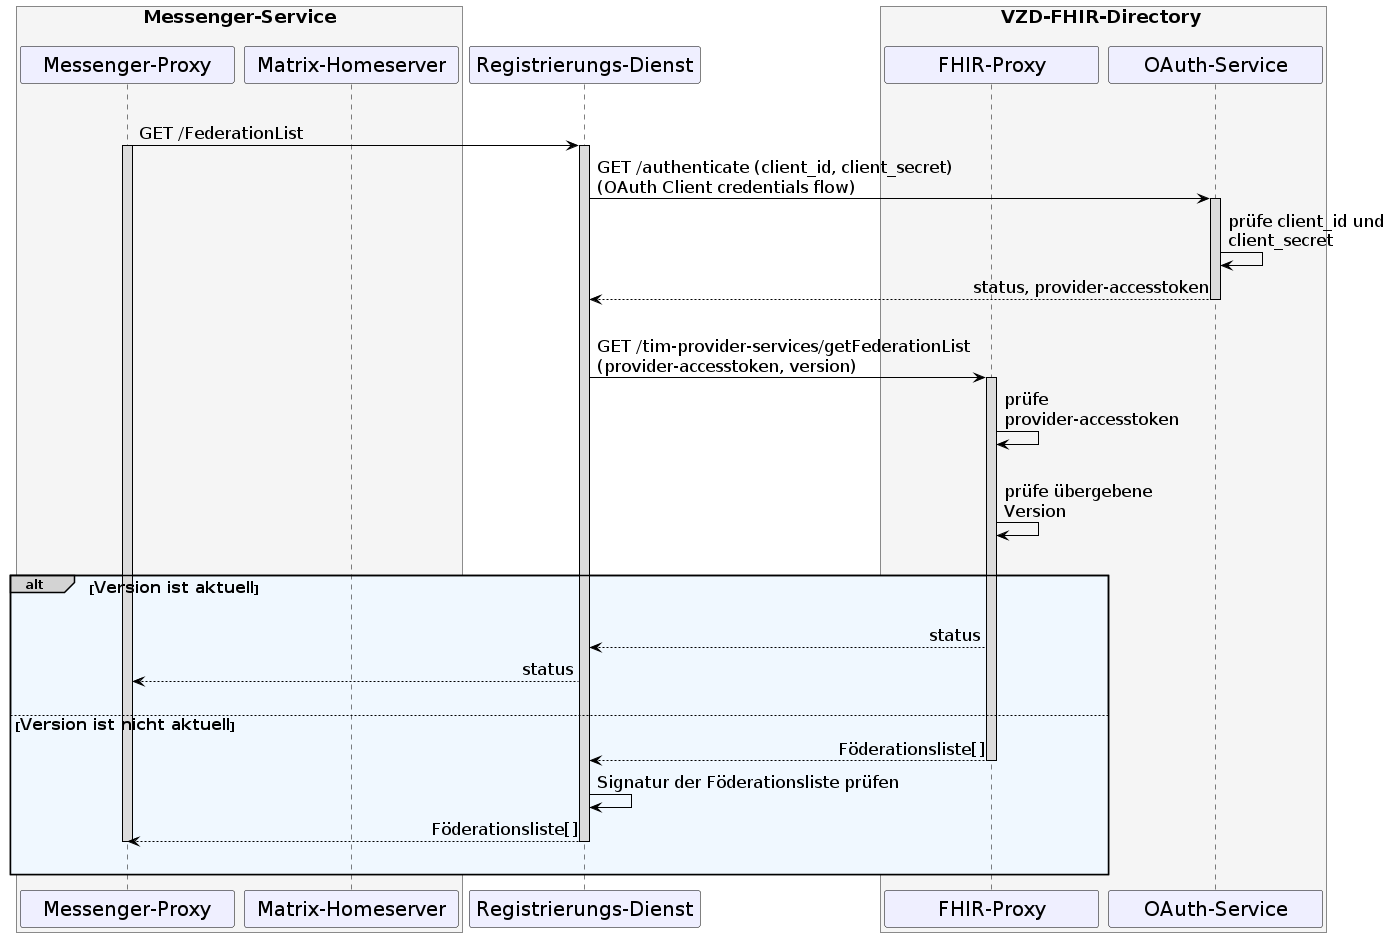 Messenger-Service
VZD-FHIR-Directory
Messenger-Proxy
Matrix-Homeserver
Registrierungs-Dienst
FHIR-Proxy
OAuth-Service
GET /FederationList
GET /authenticate (client_id, client_secret)
(OAuth Client credentials flow)
prüfe client_id und
client_secret
status, provider-accesstoken
GET /tim-provider-services/getFederationList
(provider-accesstoken, version)
prüfe
provider-accesstoken
prüfe übergebene
Version
alt
[Version ist aktuell]
status
status
[Version ist nicht aktuell]
Föderationsliste[]
Signatur der Föderationsliste prüfen
Föderationsliste[]
Messenger-Proxy
Matrix-Homeserver
Registrierungs-Dienst
FHIR-Proxy
OAuth-Service